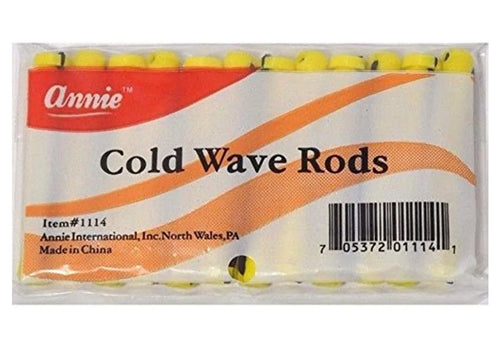 annie™
Cold Wave Rods
Item#1114
Annie International, Inc.North Wales,PA
Made in China
7 05372 01114 1